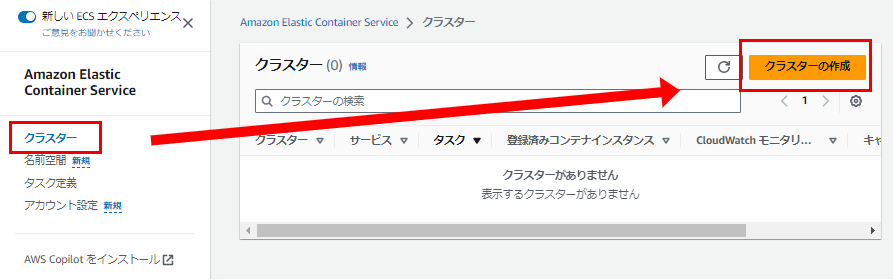 新しい ECS エクスペリエンス
ご意見をお聞かせください
Amazon Elastic
Container Service
クラスター
名前空間 新規
タスク定義
アカウント設定 新規
AWS Copilot をインストール
Amazon Elastic Container Service > クラスター
クラスター (0) 情報
クラスターの作成
クラスターの検索
1
クラスター サービス タスク 登録済みコンテナインスタンス CloudWatch モニタリ... キャ
クラスターがありません
表示するクラスターがありません